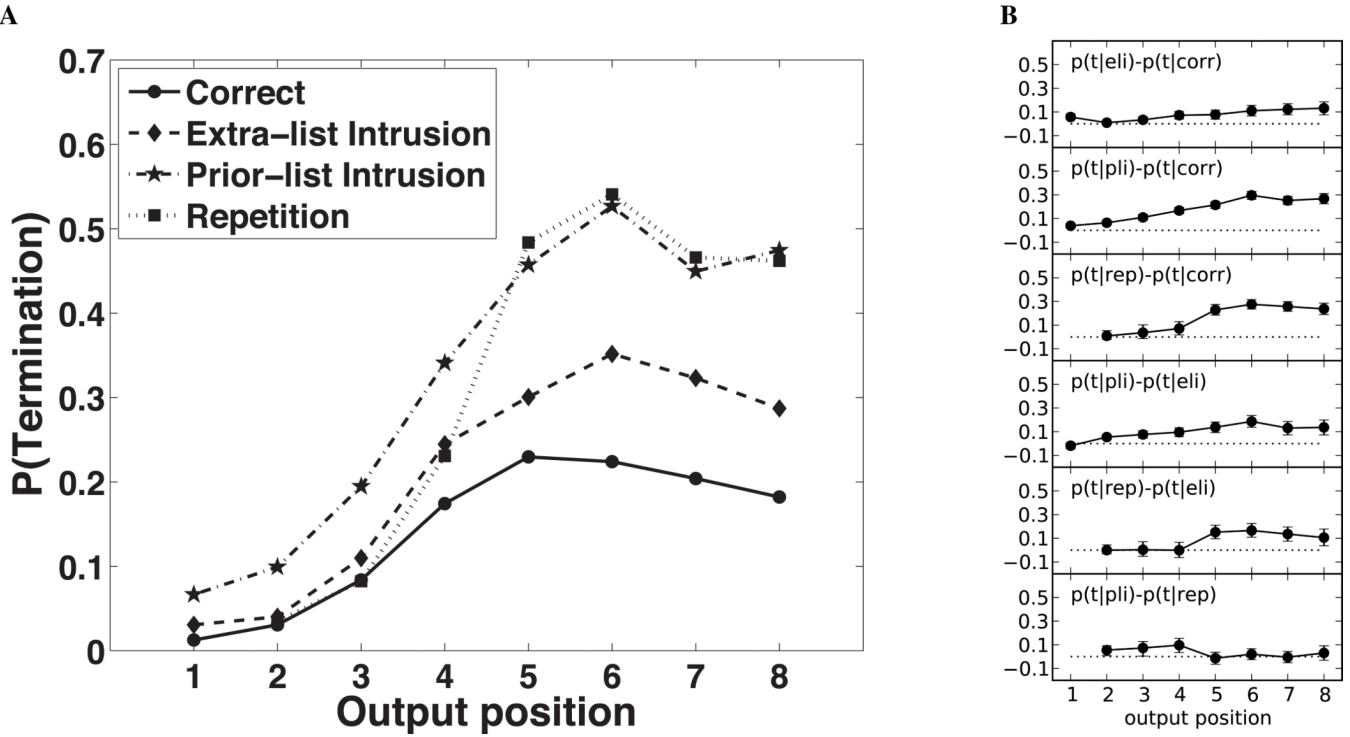 A
P(Termination)
0.7
0.6
0.5
0.4
0.3
0.2
0.1
0
Correct
Extra-list Intrusion
Prior-list Intrusion
Repetition
1 2 3 4 5 6 7 8
Output position
B
p(t|eli)-p(t|corr)
0.5
0.3
0.1
−0.1
p(t|pli)-p(t|corr)
0.5
0.3
0.1
−0.1
p(t|rep)-p(t|corr)
0.5
0.3
0.1
−0.1
p(t|pli)-p(t|eli)
0.5
0.3
0.1
−0.1
p(t|rep)-p(t|eli)
0.5
0.3
0.1
−0.1
p(t|pli)-p(t|rep)
0.5
0.3
0.1
−0.1
1 2 3 4 5 6 7 8
output position